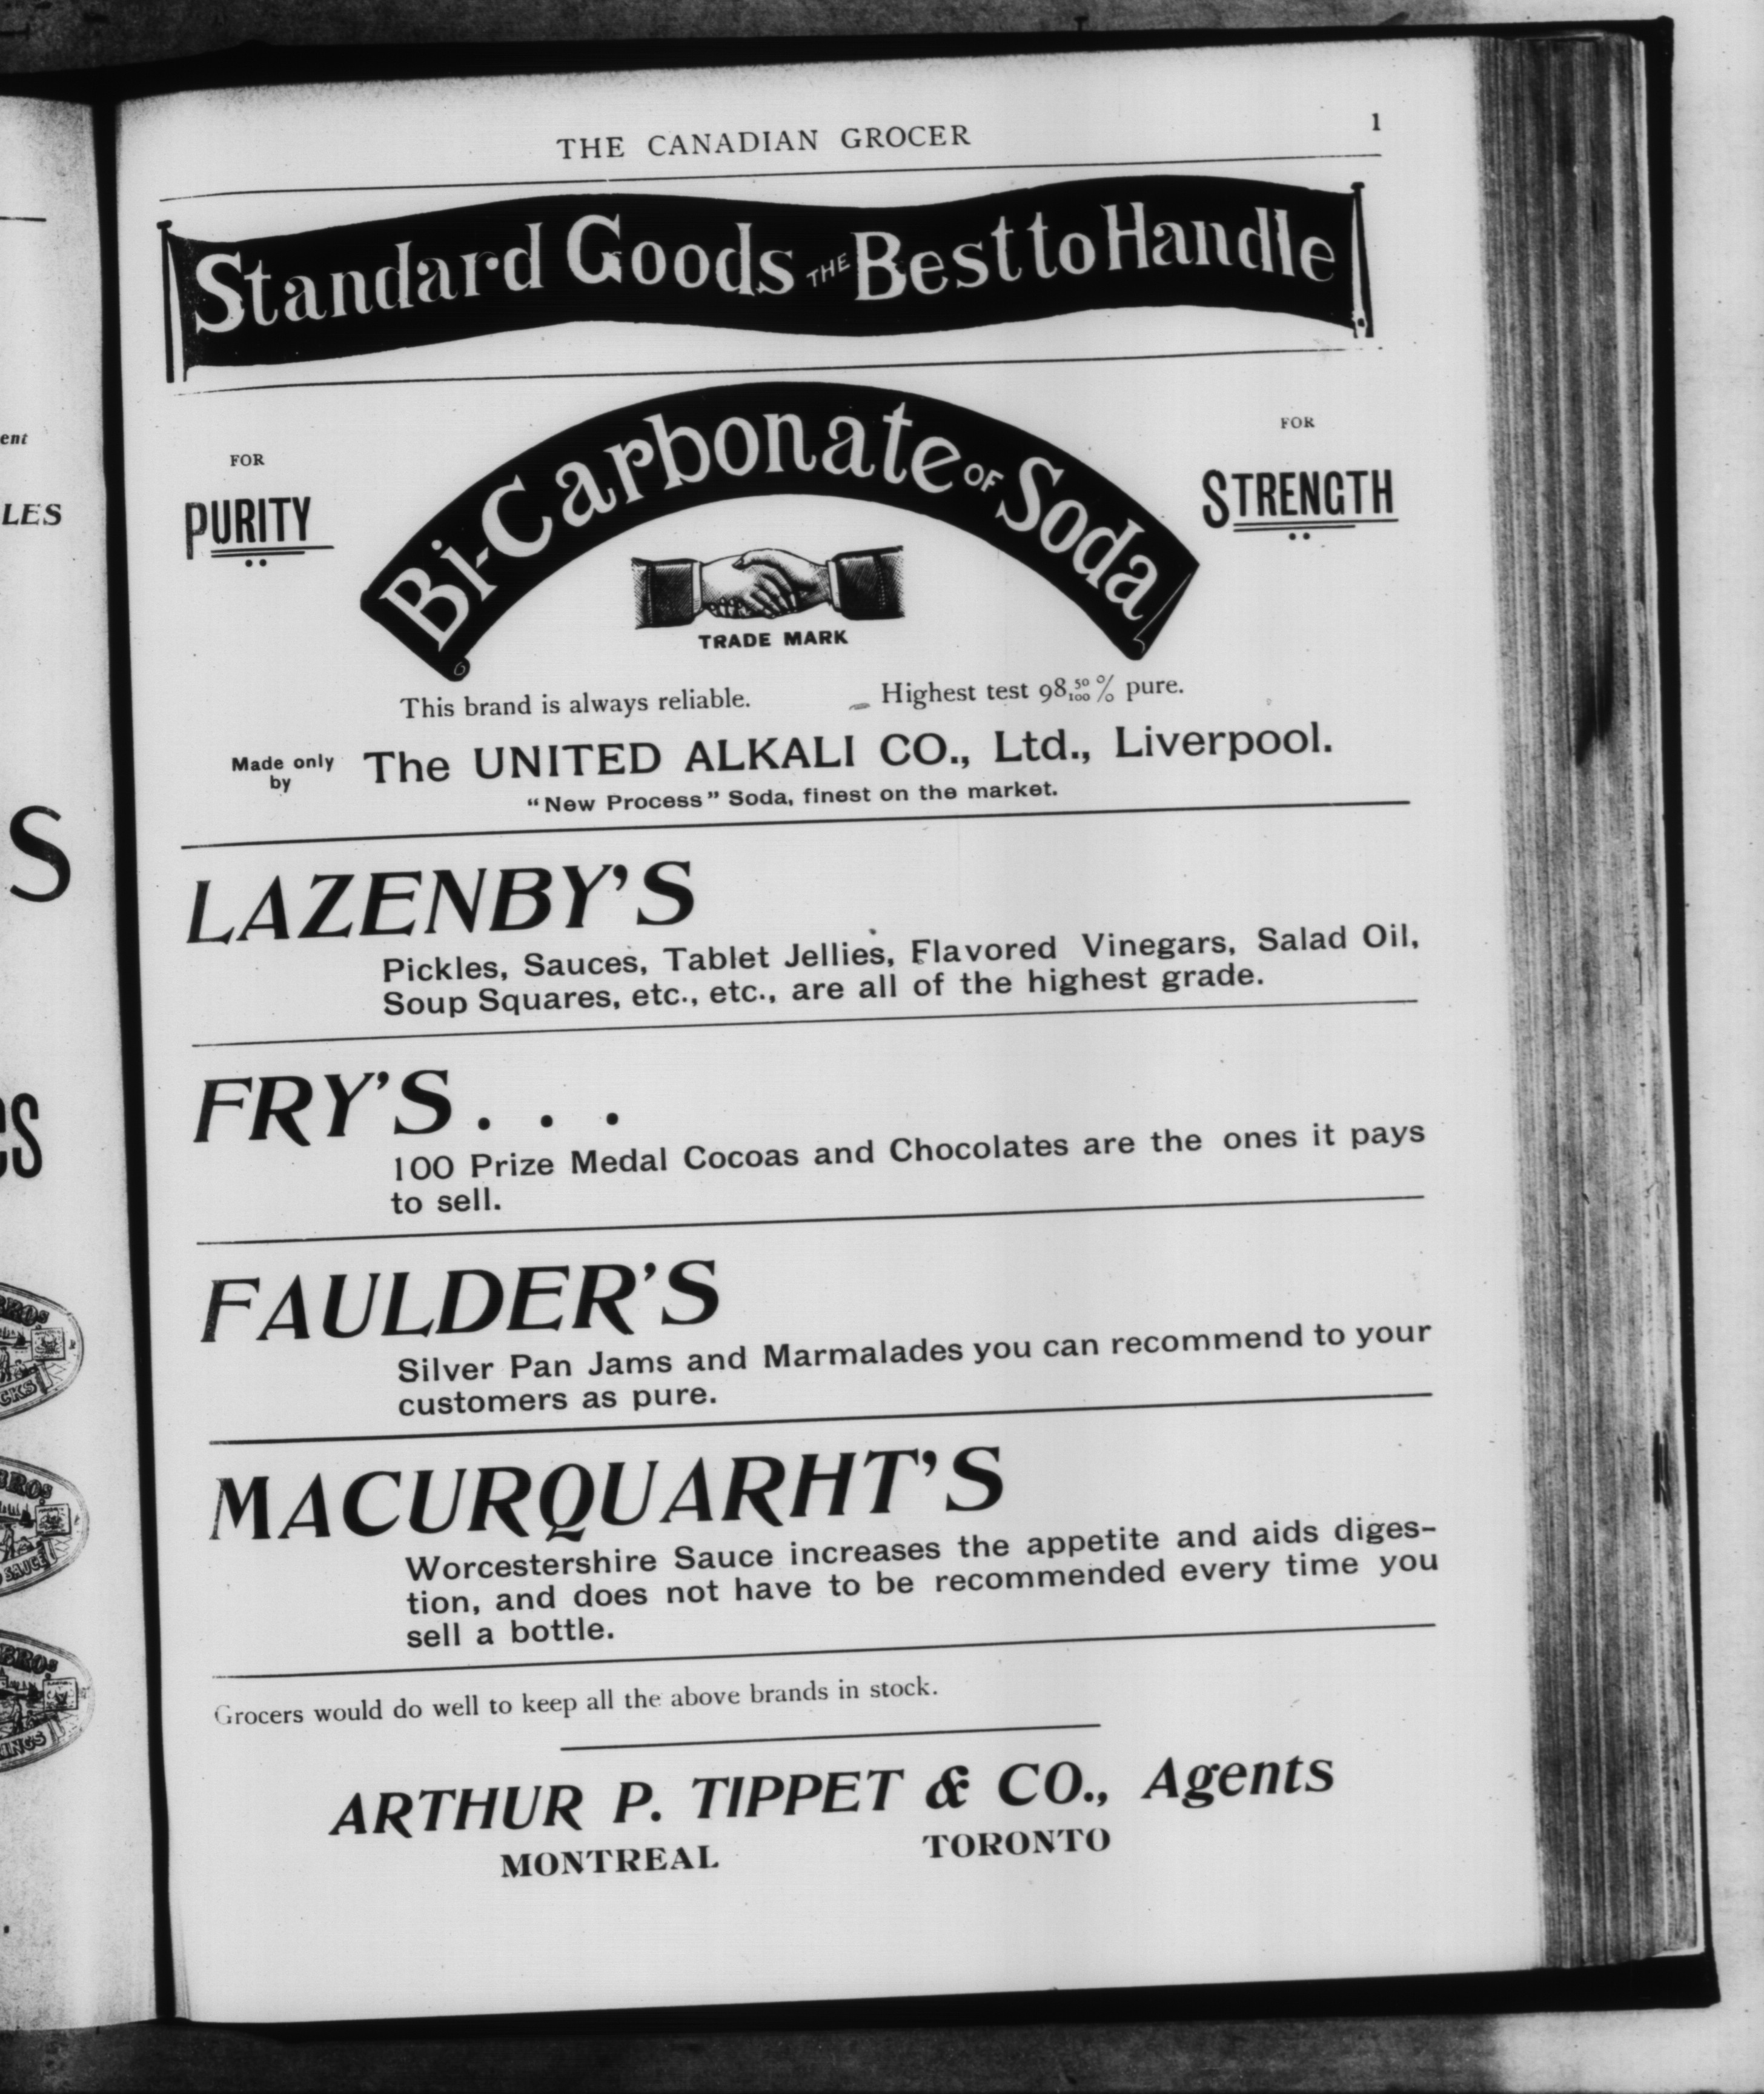 THE CANADIAN GROCER
1
Standard Goods THE Best to Handle
FOR
PURITY
Bi-Carbonate OF Soda
FOR
STRENGTH
TRADE MARK
This brand is always reliable.
Highest test 98 50/100 % pure.
Made only
by
The UNITED ALKALI CO., Ltd., Liverpool.
"New Process" Soda, finest on the market.
LAZENBY'S
Pickles, Sauces, Tablet Jellies, Flavored Vinegars, Salad Oil,
Soup Squares, etc., etc., are all of the highest grade.
FRY'S . . .
100 Prize Medal Cocoas and Chocolates are the ones it pays
to sell.
FAULDER'S
Silver Pan Jams and Marmalades you can recommend to your
customers as pure.
MACURQUARHT'S
Worcestershire Sauce increases the appetite and aids diges-
tion, and does not have to be recommended every time you
sell a bottle.
Grocers would do well to keep all the above brands in stock.
ARTHUR P. TIPPET & CO., Agents
MONTREAL
TORONTO